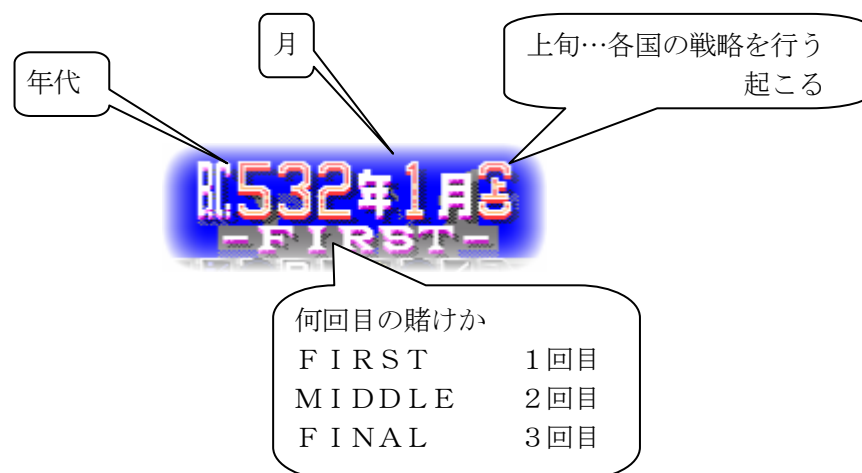 月
上旬…各国の戦略を行う
起こる
年代
B.C.532年1月上
-FIRST-
何回目の賭けか
ＦＩＲＳＴ　１回目
ＭＩＤＤＬＥ　２回目
ＦＩＮＡＬ　３回目